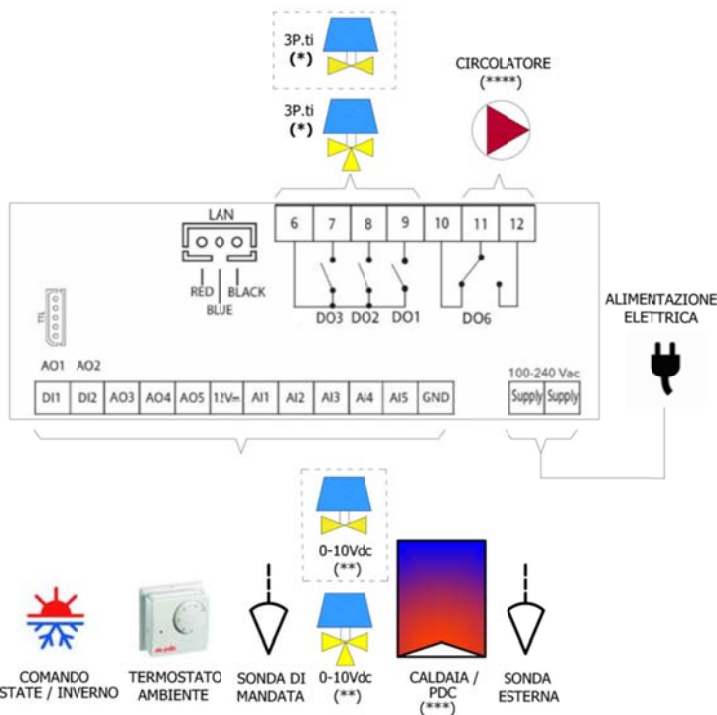 3P.ti
(*)
CIRCOLATORE
(****)
3P.ti
(*)
LAN
6 7 8 9 10 11 12
RED BLACK
BLUE
TTL
DO3 DO2 DO1 DO6
ALIMENTAZIONE
ELETTRICA
AO1 AO2
100-240 Vac
DI1 DI2 AO3 AO4 AO5 AI1 AI2 AI3 AI4 AI5 GND Supply Supply
0-10Vdc
(**)
COMANDO
STATE / INVERNO
TERMOSTATO
AMBIENTE
SONDA DI
MANDATA
0-10Vdc
(**)
CALDAIA /
PDC
(***)
SONDA
ESTERNA